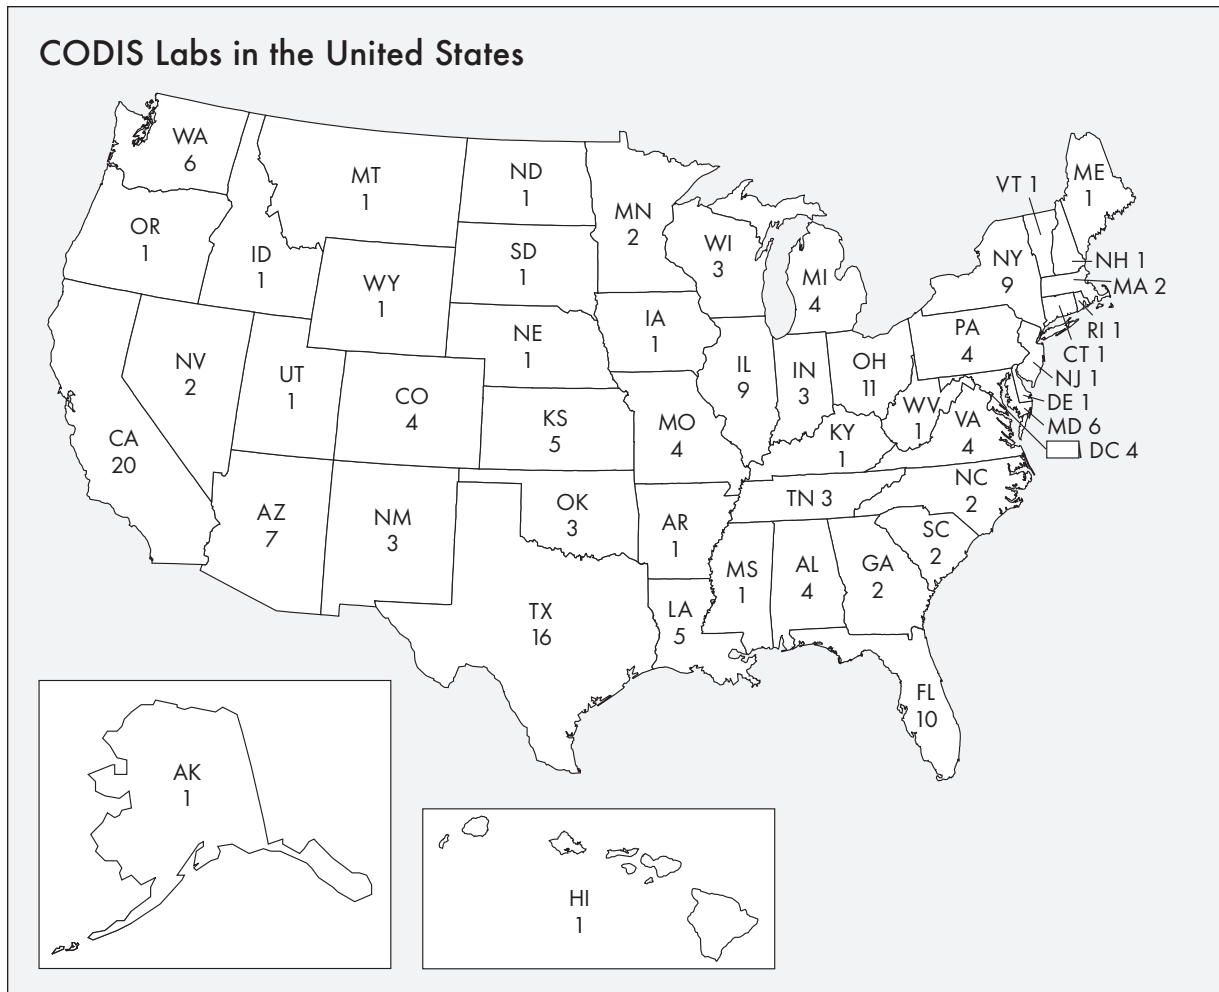 CODIS Labs in the United States
WA
6
MT
1
ND
1
MN
2
VT 1
ME
1
OR
1
ID
1
SD
1
WI
3
MI
4
NY
9
NH 1
MA 2
WY
1
IA
1
NE
1
PA
4
RI 1
CT 1
NV
2
UT
1
CO
4
IL
9
IN
3
OH
11
NJ 1
DE 1
CA
20
KS
5
MO
4
KY
1
WV
1
VA
4
MD 6
DC 4
AZ
7
NM
3
OK
3
AR
1
TN 3
NC
2
SC
2
MS
1
AL
4
GA
2
TX
16
LA
5
FL
10
AK
1
HI
1